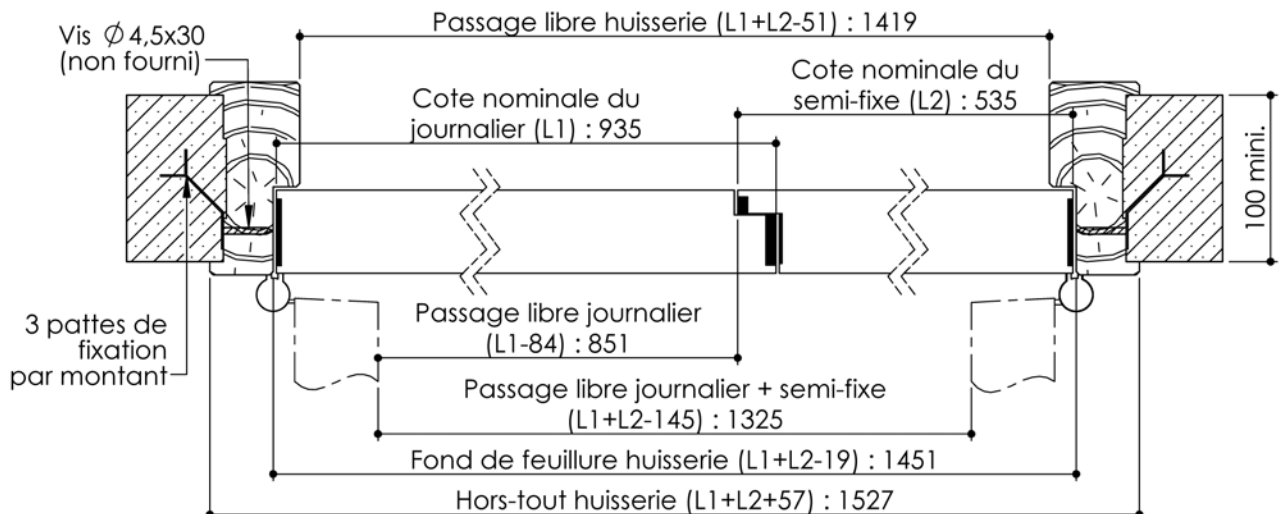 Passage libre huisserie (L1+L2-51) : 1419
Vis Ø 4,5x30
(non fourni)
Cote nominale du
journalier (L1) : 935
Cote nominale du
semi-fixe (L2) : 535
100 mini.
3 pattes de
fixation
par montant
Passage libre journalier
(L1-84) : 851
Passage libre journalier + semi-fixe
(L1+L2-145) : 1325
Fond de feuillure huisserie (L1+L2-19) : 1451
Hors-tout huisserie (L1+L2+57) : 1527